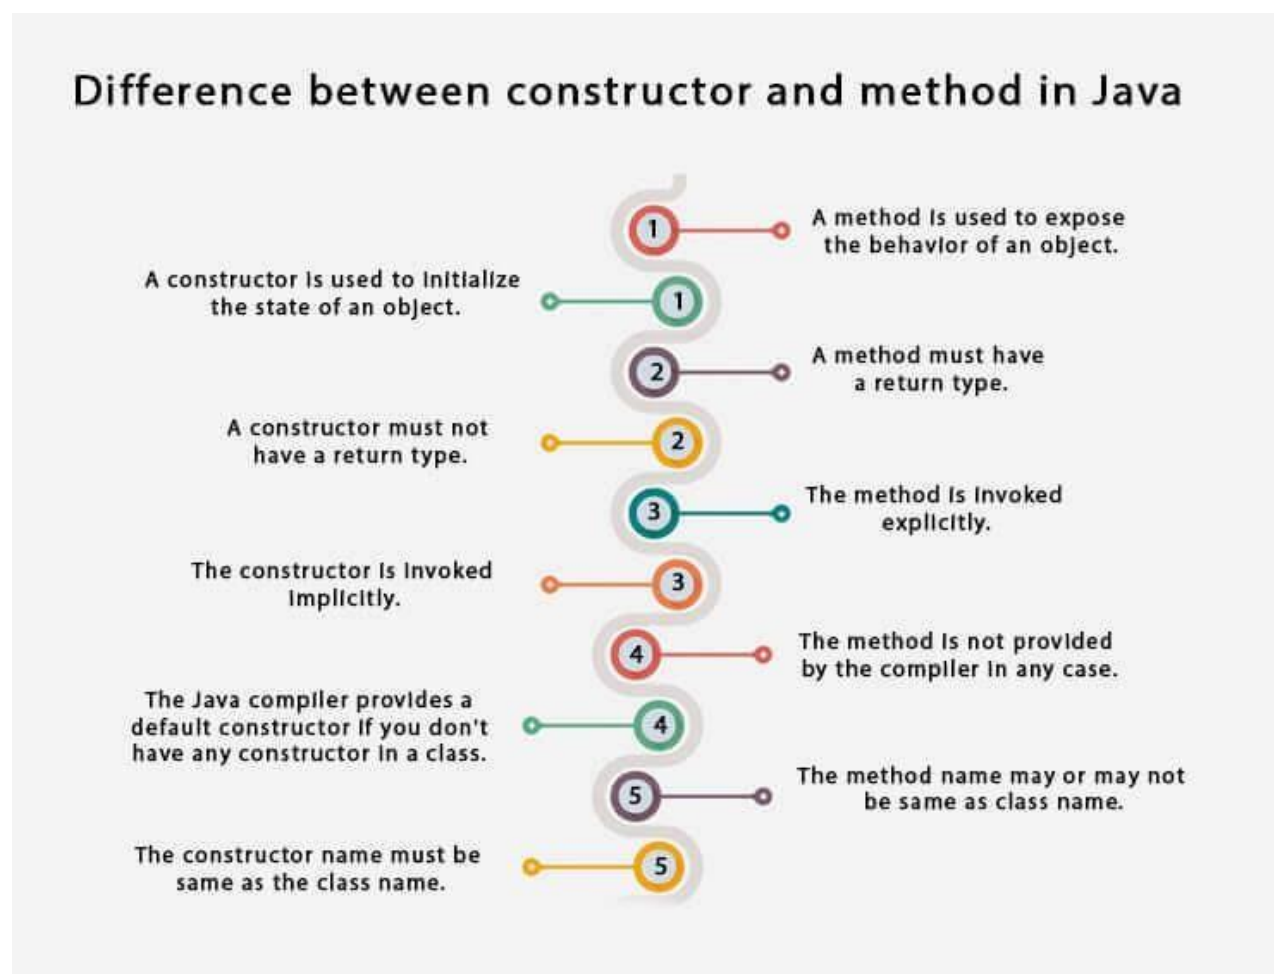 Difference between constructor and method in Java
1
A method is used to expose
the behavior of an object.
A constructor is used to initialize
the state of an object.
1
2
A method must have
a return type.
A constructor must not
have a return type.
2
3
The method is invoked
explicitly.
The constructor is invoked
implicitly.
3
4
The method is not provided
by the compiler in any case.
The Java compiler provides a
default constructor if you don't
have any constructor in a class.
4
5
The method name may or may not
be same as class name.
The constructor name must be
same as the class name.
5